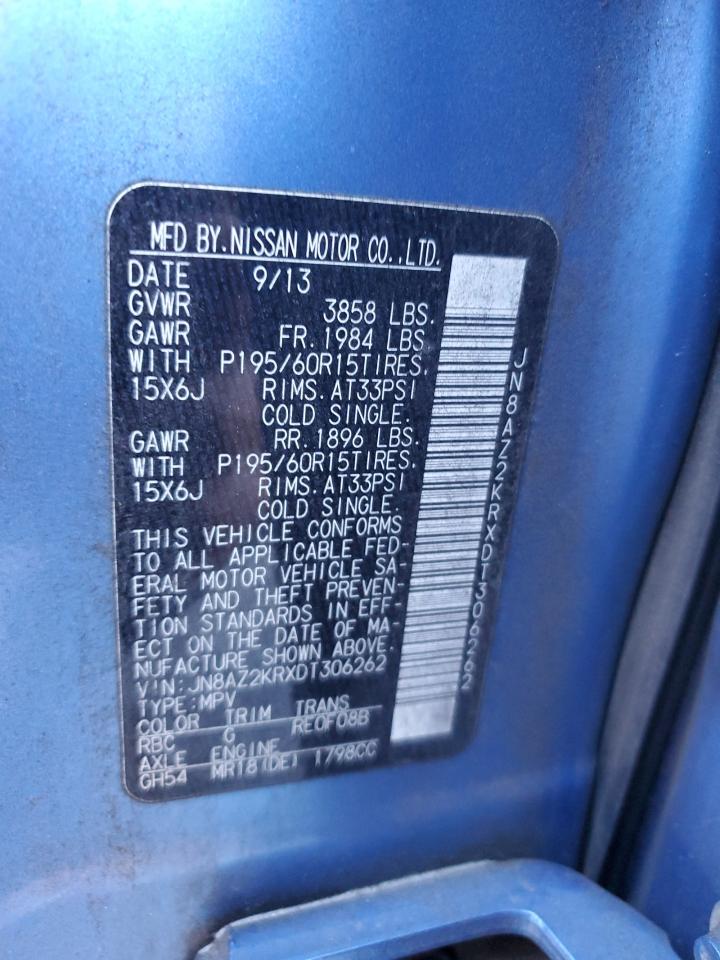 MFD BY. NISSAN MOTOR CO., LTD.
DATE 9/13
GVWR 3858 LBS.
GAWR FR. 1984 LBS.
WITH P195/60R15TIRES.
15X6J RIMS. AT33PSI
COLD SINGLE.
GAWR RR. 1896 LBS.
WITH P195/60R15TIRES.
15X6J RIMS. AT33PSI
COLD SINGLE.
THIS VEHICLE CONFORMS
TO ALL APPLICABLE FED-
ERAL MOTOR VEHICLE SA-
FETY AND THEFT PREVEN-
TION STANDARDS IN EFF-
ECT ON THE DATE OF MA-
NUFACTURE SHOWN ABOVE.
VIN:JN8AZ2KRXDT306262
TYPE:MPV
COLOR TRIM TRANS
RBC G RE0F08B
AXLE ENGINE
GH54 MR18(DE) 1798CC
JN8AZ2KRXDT306262